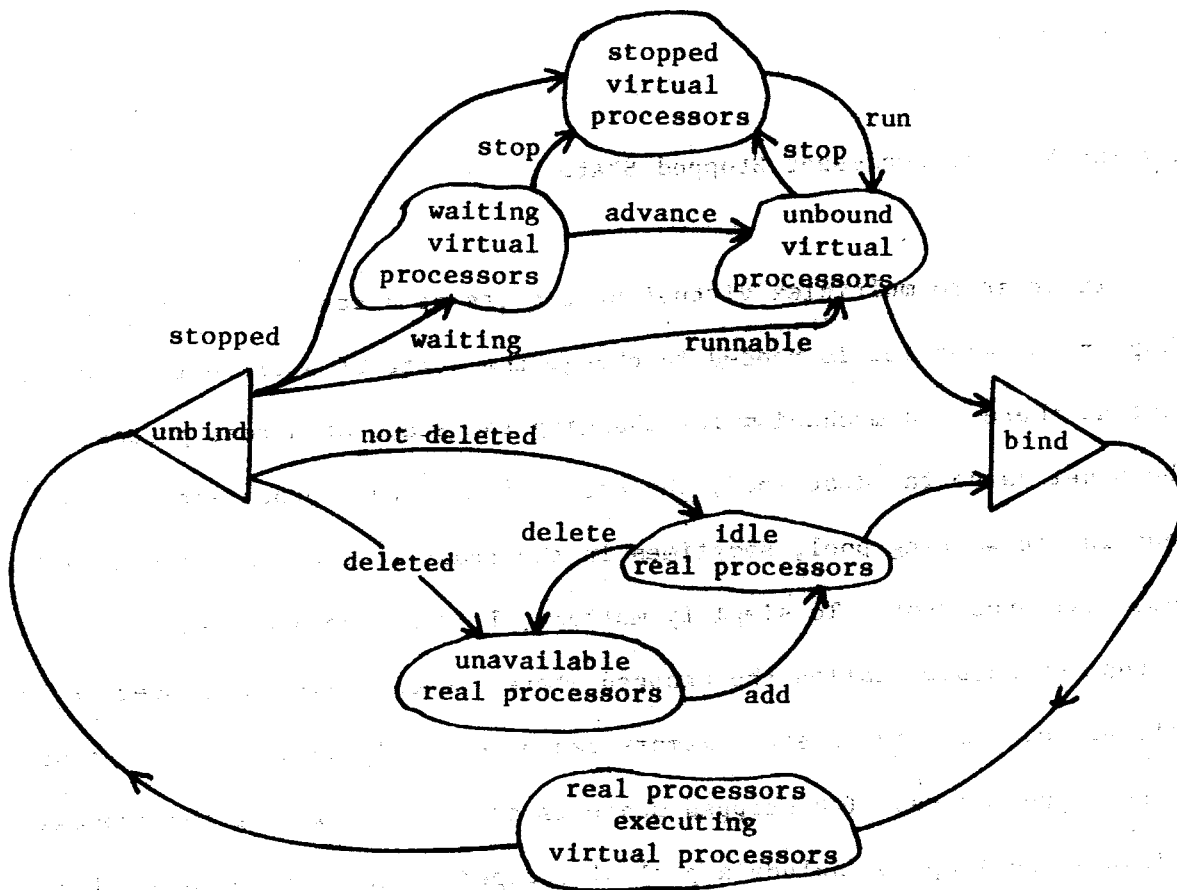 stopped
virtual
processors
run
stop
stop
waiting
virtual
processors
advance
unbound
virtual
processors
stopped
waiting
runnable
unbind
not deleted
bind
deleted
delete
idle
real processors
unavailable
real processors
add
real processors
executing
virtual processors